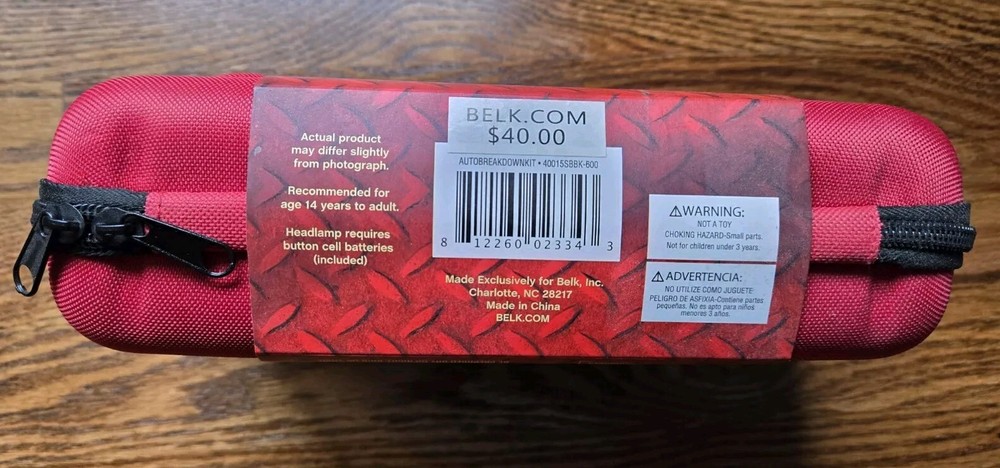 Actual product
may differ slightly
from photograph.
Recommended for
age 14 years to adult.
Headlamp requires
button cell batteries
(included)
BELK.COM
$40.00
AUTOBREAKDOWNKIT • 40015SBBK-600
8 12260 02334 3
Made Exclusively for Belk, Inc.
Charlotte, NC 28217
Made in China
BELK.COM
⚠WARNING:
NOT A TOY
CHOKING HAZARD-Small parts.
Not for children under 3 years.
⚠ADVERTENCIA:
NO UTILIZE COMO JUGUETE
PELIGRO DE ASFIXIA-Contiene partes
pequeñas. No es apto para niños
menores 3 años.